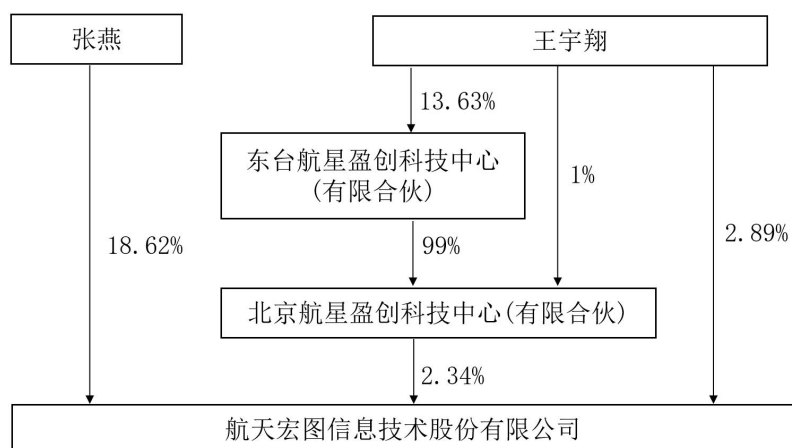 张燕
王宇翔
13.63%
东台航星盈创科技中心
(有限合伙)
1%
18.62%
99%
2.89%
北京航星盈创科技中心(有限合伙)
2.34%
航天宏图信息技术股份有限公司